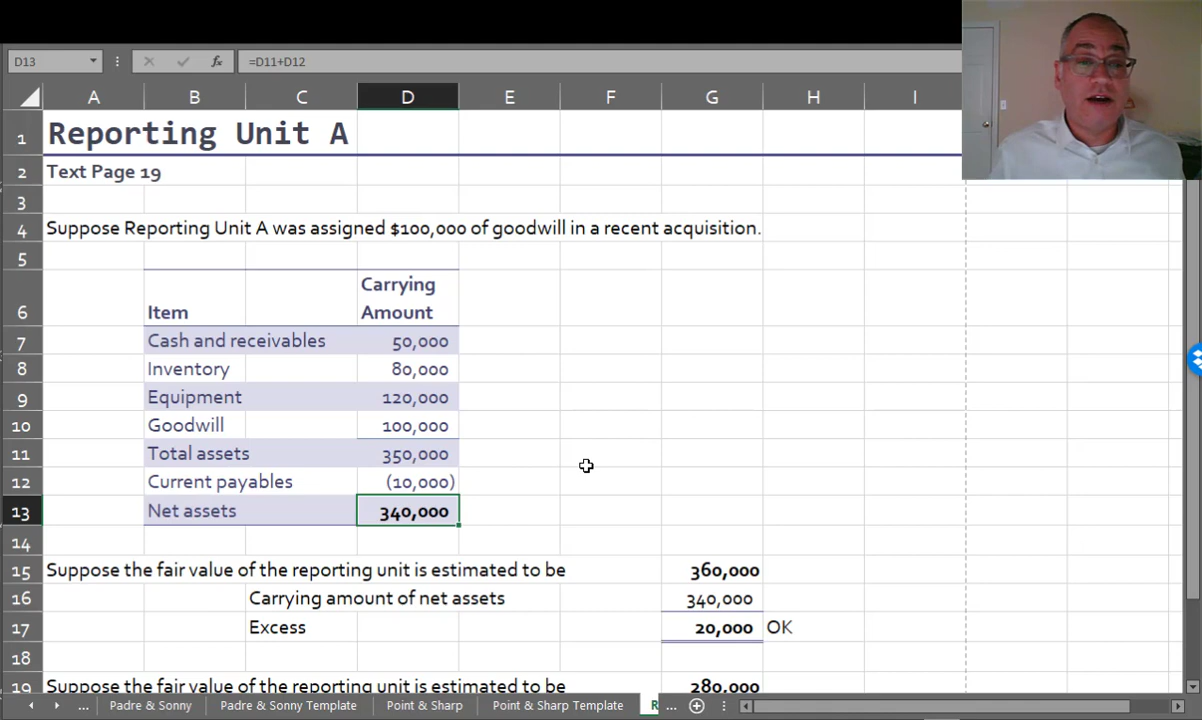 D13 =D11+D12
A B C D E F G H I
1 Reporting Unit A
2 Text Page 19
3
4 Suppose Reporting Unit A was assigned $100,000 of goodwill in a recent acquisition.
5
Carrying
6 Item Amount
7 Cash and receivables 50,000
8 Inventory 80,000
9 Equipment 120,000
10 Goodwill 100,000
11 Total assets 350,000
12 Current payables (10,000)
13 Net assets 340,000
14
15 Suppose the fair value of the reporting unit is estimated to be 360,000
16 Carrying amount of net assets 340,000
17 Excess 20,000 OK
18
19 Suppose the fair value of the reporting unit is estimated to be 280,000
... Padre & Sonny Padre & Sonny Template Point & Sharp Point & Sharp Template R ...